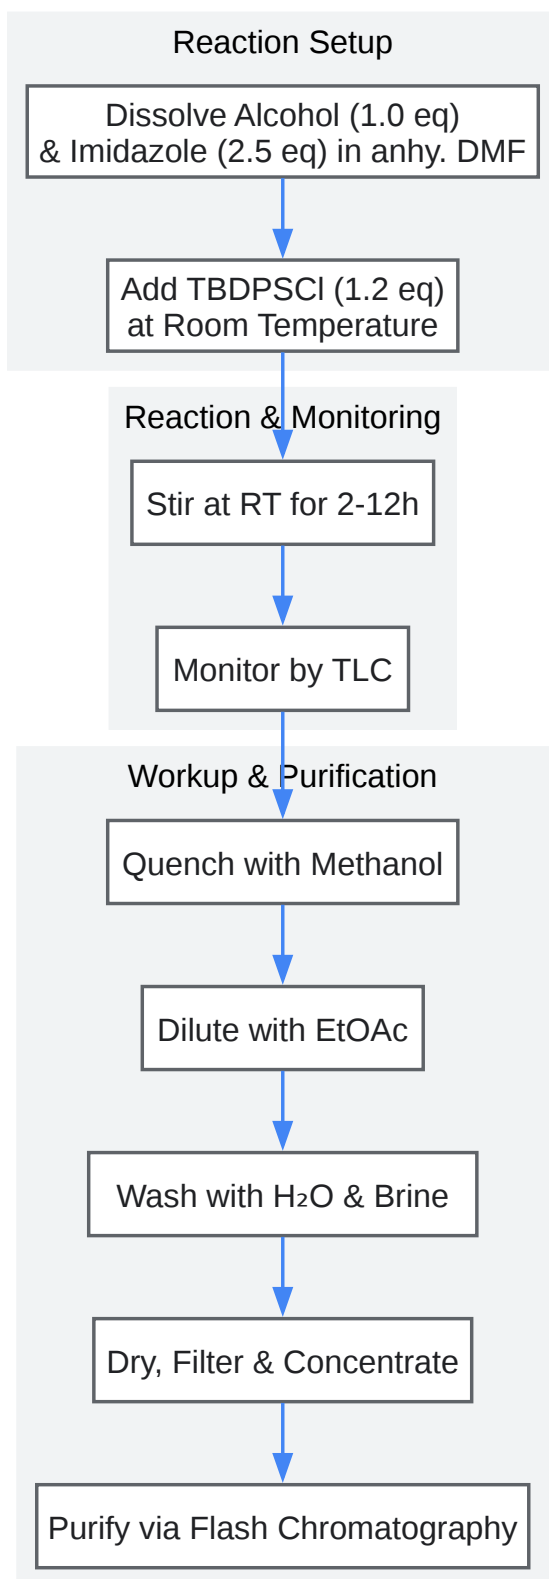 Reaction Setup
Dissolve Alcohol (1.0 eq)
& Imidazole (2.5 eq) in anhy. DMF
Add TBDPSCl (1.2 eq)
at Room Temperature
Reaction & Monitoring
Stir at RT for 2-12h
Monitor by TLC
Workup & Purification
Quench with Methanol
Dilute with EtOAc
Wash with H₂O & Brine
Dry, Filter & Concentrate
Purify via Flash Chromatography